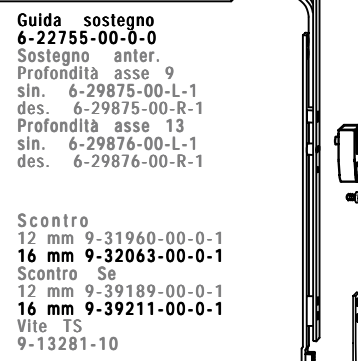 Guida sostegno
6-22755-00-0-0
Sostegno anter.
Profondità asse 9
sin. 6-29875-00-L-1
des. 6-29875-00-R-1
Profondità asse 13
sin. 6-29876-00-L-1
des. 6-29876-00-R-1
Scontro
12 mm 9-31960-00-0-1
16 mm 9-32063-00-0-1
Scontro Se
12 mm 9-39189-00-0-1
16 mm 9-39211-00-0-1
Vite TS
9-13281-10